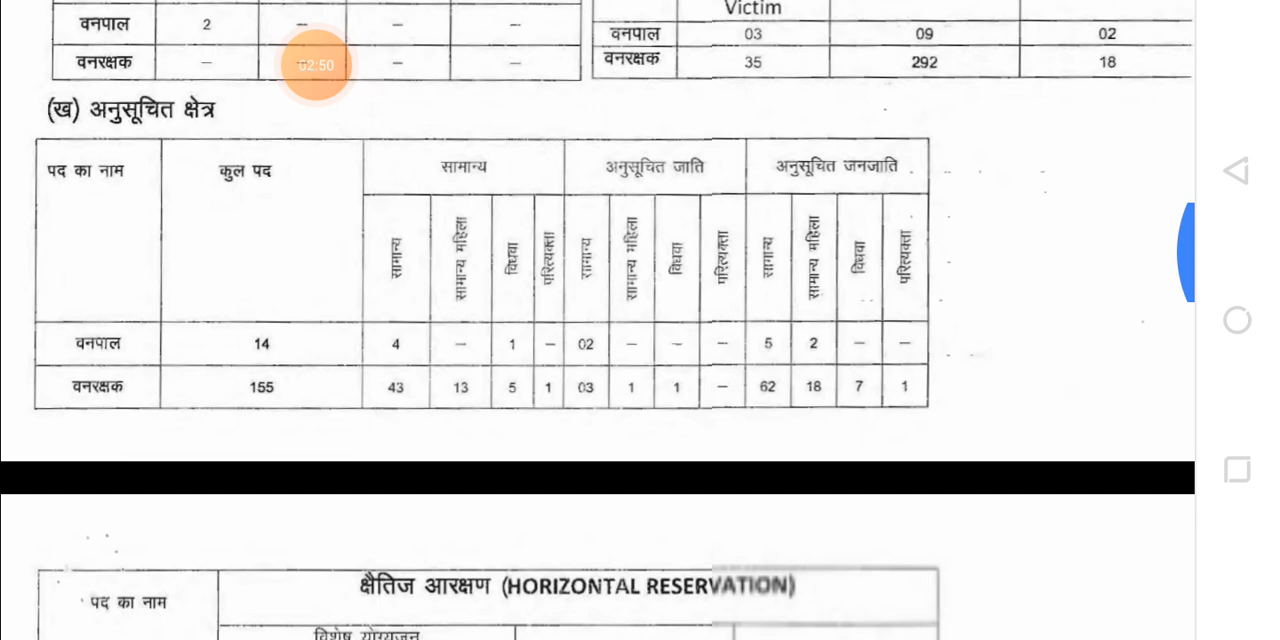 Victim
वनपाल 2 – – –
वनपाल 03 09 02
वनरक्षक – – – –
वनरक्षक 35 292 18
02:50
(ख) अनुसूचित क्षेत्र
पद का नाम कुल पद सामान्य अनुसूचित जाति अनुसूचित जनजाति
सामान्य सामान्य महिला विधवा परित्यक्ता सामान्य सामान्य महिला विधवा परित्यक्ता सामान्य सामान्य महिला विधवा परित्यक्ता
वनपाल 14 4 – 1 – 02 – – – 5 2 – –
वनरक्षक 155 43 13 5 1 03 1 1 – 62 18 7 1
क्षैतिज आरक्षण (HORIZONTAL RESERVATION)
पद का नाम
विशेष योग्यजन